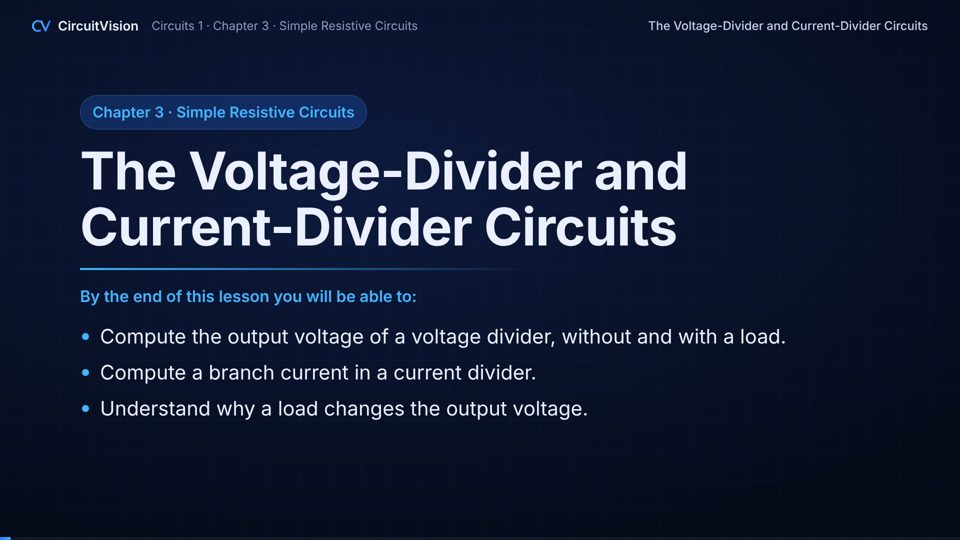 CV CircuitVision Circuits 1 · Chapter 3 · Simple Resistive Circuits
The Voltage-Divider and Current-Divider Circuits
Chapter 3 · Simple Resistive Circuits
The Voltage-Divider and
Current-Divider Circuits
By the end of this lesson you will be able to:
• Compute the output voltage of a voltage divider, without and with a load.
• Compute a branch current in a current divider.
• Understand why a load changes the output voltage.